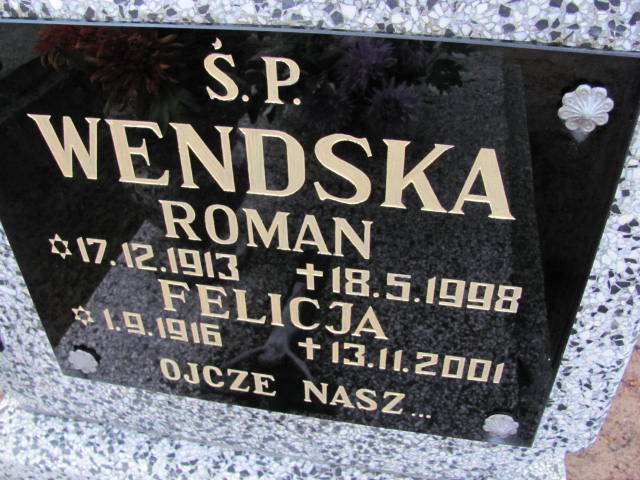 Ś.P.
WENDSKA
ROMAN
✡17.12.1913 ✝18.5.1998
FELICJA
✡1.9.1916 ✝13.11.2001
OJCZE NASZ...